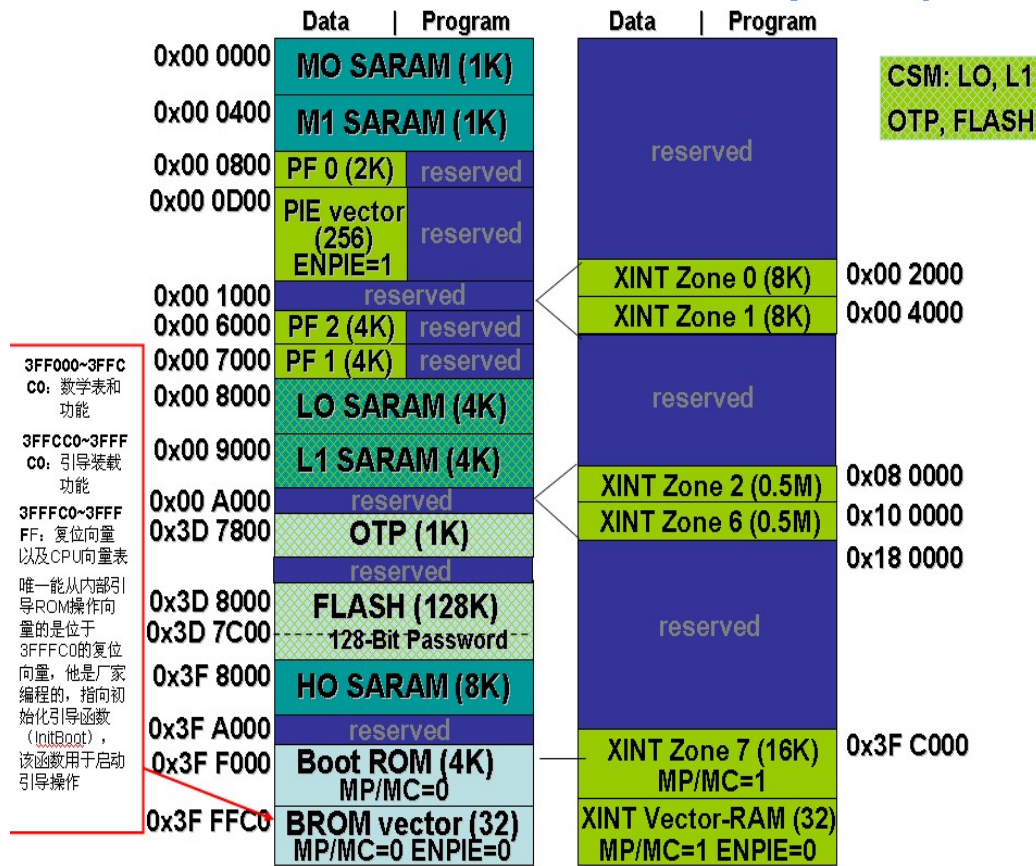 Data | Program
0x00 0000
MO SARAM (1K)
0x00 0400
M1 SARAM (1K)
0x00 0800
PF 0 (2K)
reserved
0x00 0D00
PIE vector
(256)
ENPIE=1
reserved
0x00 1000
reserved
0x00 6000
PF 2 (4K)
reserved
0x00 7000
PF 1 (4K)
reserved
0x00 8000
LO SARAM (4K)
0x00 9000
L1 SARAM (4K)
0x00 A000
reserved
0x3D 7800
OTP (1K)
reserved
0x3D 8000
FLASH (128K)
0x3D 7C00
128-Bit Password
0x3F 8000
HO SARAM (8K)
0x3F A000
reserved
0x3F F000
Boot ROM (4K)
MP/MC=0
0x3F FFC0
BROM vector (32)
MP/MC=0 ENPIE=0
Data | Program
reserved
XINT Zone 0 (8K)
0x00 2000
XINT Zone 1 (8K)
0x00 4000
reserved
XINT Zone 2 (0.5M)
0x08 0000
XINT Zone 6 (0.5M)
0x10 0000
0x18 0000
reserved
XINT Zone 7 (16K)
MP/MC=1
0x3F C000
XINT Vector-RAM (32)
MP/MC=1 ENPIE=0
CSM: LO, L1
OTP, FLASH
3FF000~3FFC
C0：数学表和
功能
3FFCC0~3FFF
C0：引导装载
功能
3FFFC0~3FFF
FF：复位向量
以及CPU向量表
唯一能从内部引
导ROM操作向
量的是位于
3FFFC0的复位
向量，他是厂家
编程的，指向初
始化引导函数
（InitBoot），
该函数用于启动
引导操作